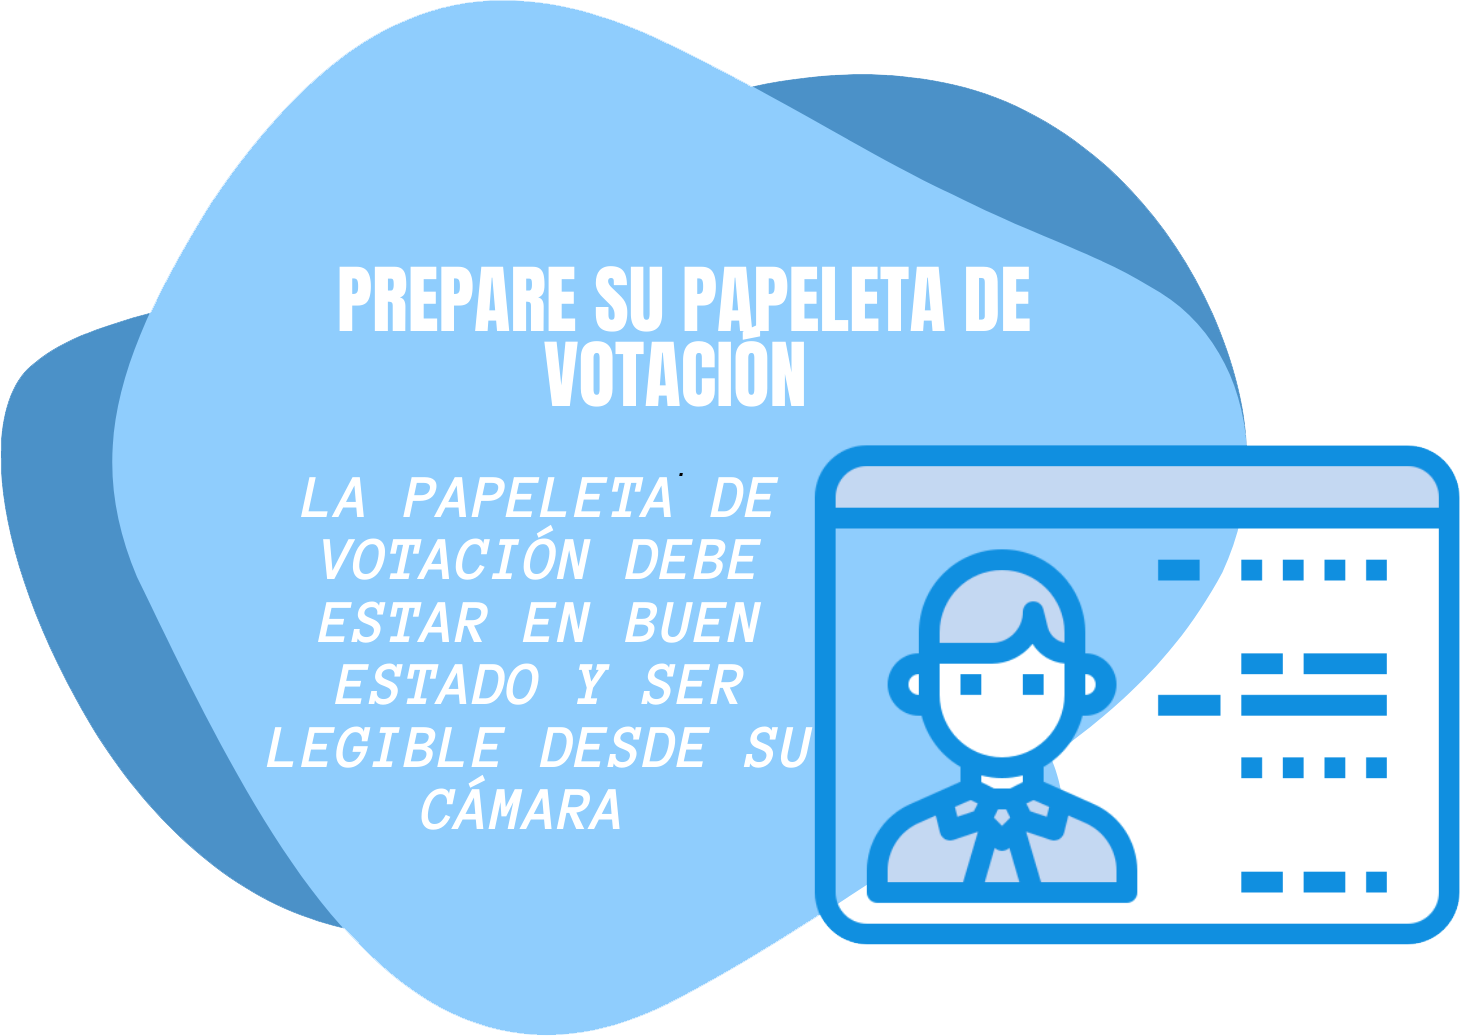 PREPARE SU PAPELETA DE
VOTACIÓN
LA PAPELETA DE
VOTACIÓN DEBE
ESTAR EN BUEN
ESTADO Y SER
LEGIBLE DESDE SU
CÁMARA